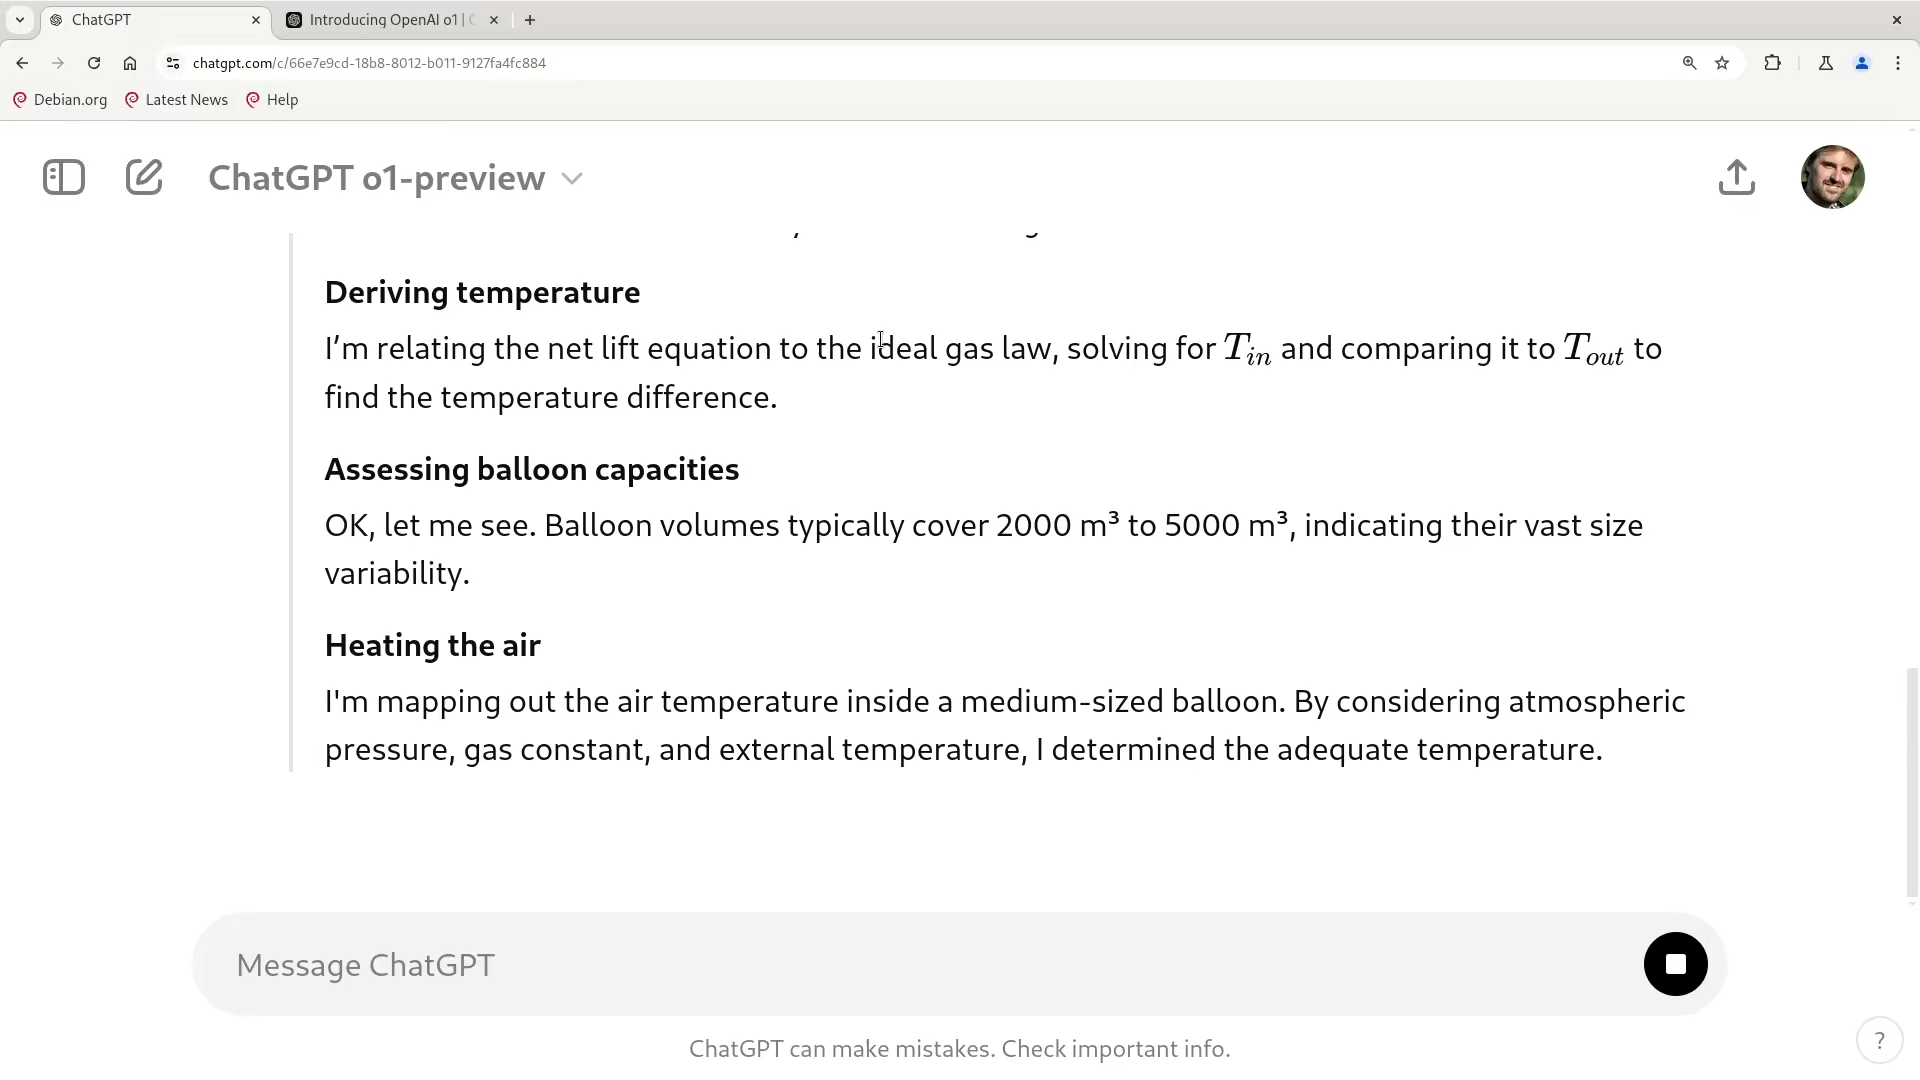 ChatGPT
Introducing OpenAI o1 |
chatgpt.com/c/66e7e9cd-18b8-8012-b011-9127fa4fc884
Debian.org
Latest News
Help
ChatGPT o1-preview
Deriving temperature
I’m relating the net lift equation to the ideal gas law, solving for T_in and comparing it to T_out to
find the temperature difference.
Assessing balloon capacities
OK, let me see. Balloon volumes typically cover 2000 m³ to 5000 m³, indicating their vast size
variability.
Heating the air
I'm mapping out the air temperature inside a medium-sized balloon. By considering atmospheric
pressure, gas constant, and external temperature, I determined the adequate temperature.
Message ChatGPT
ChatGPT can make mistakes. Check important info.
?